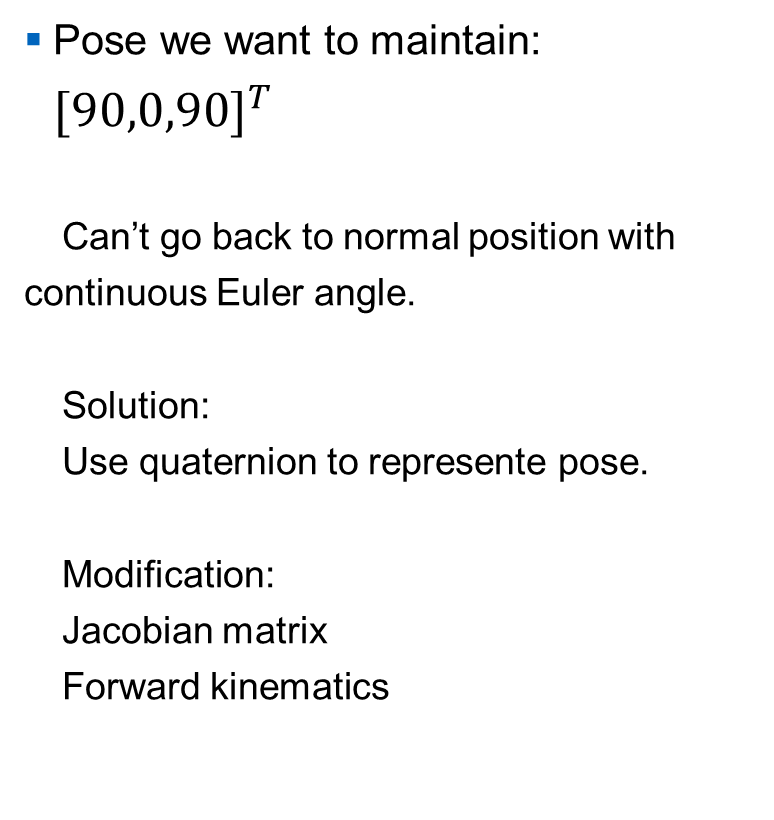 ▪ Pose we want to maintain:
[90,0,90]^T
Can’t go back to normal position with
continuous Euler angle.
Solution:
Use quaternion to represente pose.
Modification:
Jacobian matrix
Forward kinematics